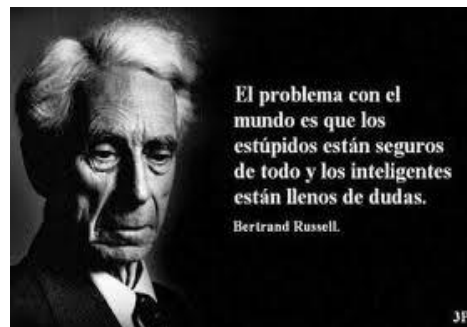 El problema con el
mundo es que los
estúpidos están seguros
de todo y los inteligentes
están llenos de dudas.
Bertrand Russell.